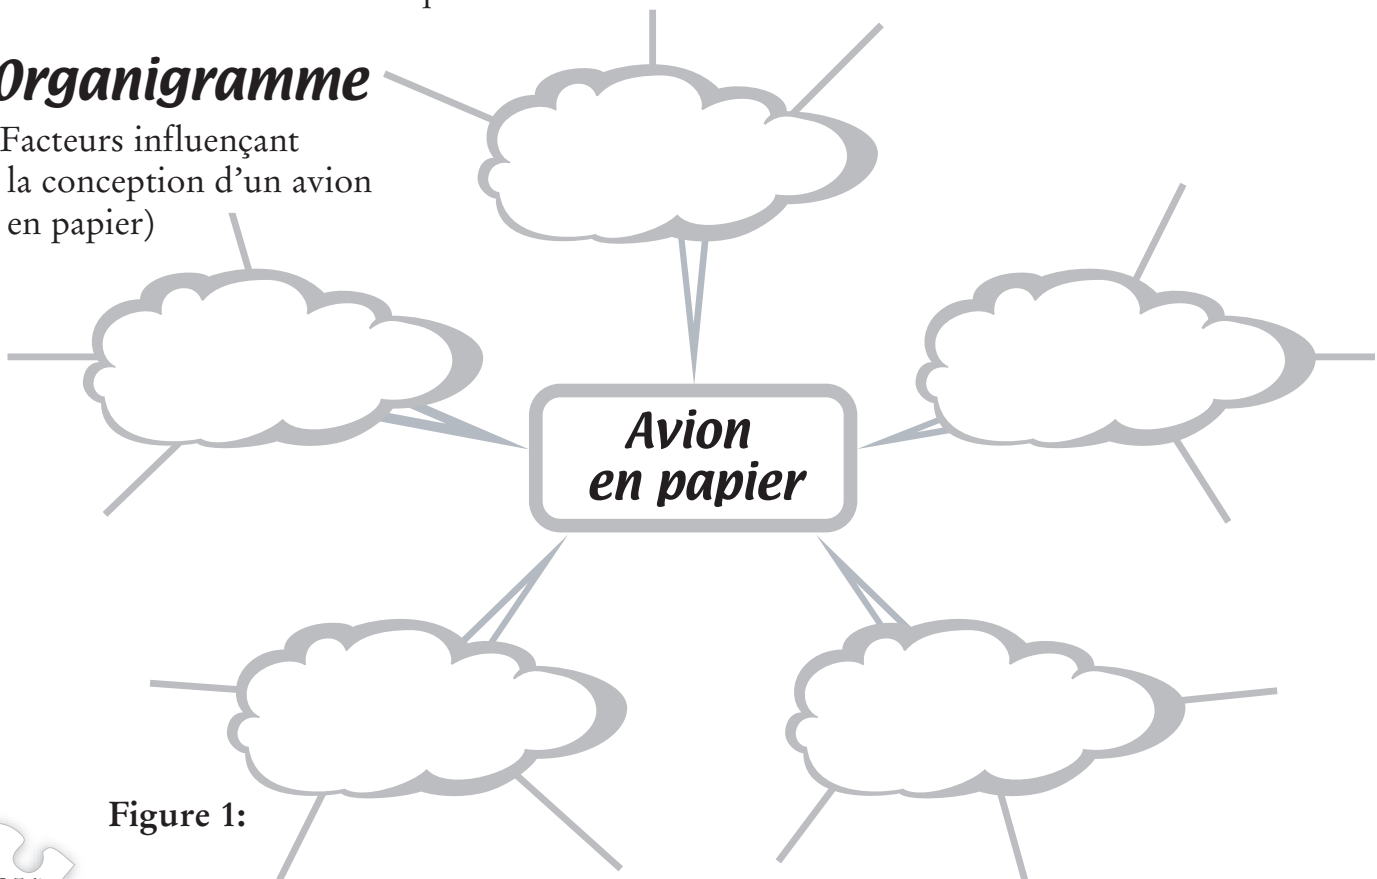 Organigramme
Facteurs influençant
la conception d’un avion
en papier)
Avion
en papier
Figure 1: